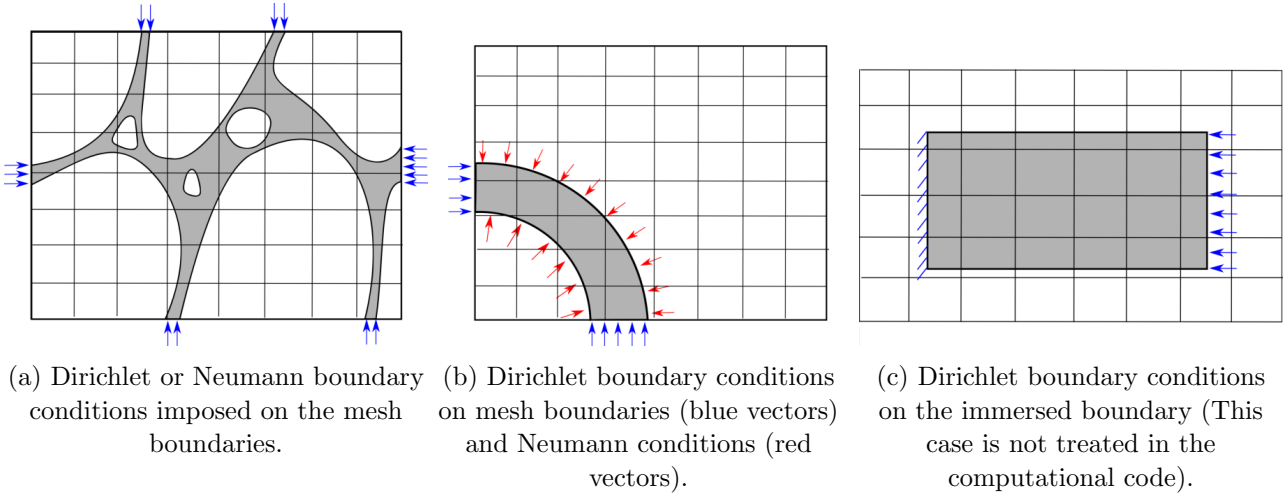 (a) Dirichlet or Neumann boundary
conditions imposed on the mesh
boundaries.
(b) Dirichlet boundary conditions
on mesh boundaries (blue vectors)
and Neumann conditions (red
vectors).
(c) Dirichlet boundary conditions
on the immersed boundary (This
case is not treated in the
computational code).